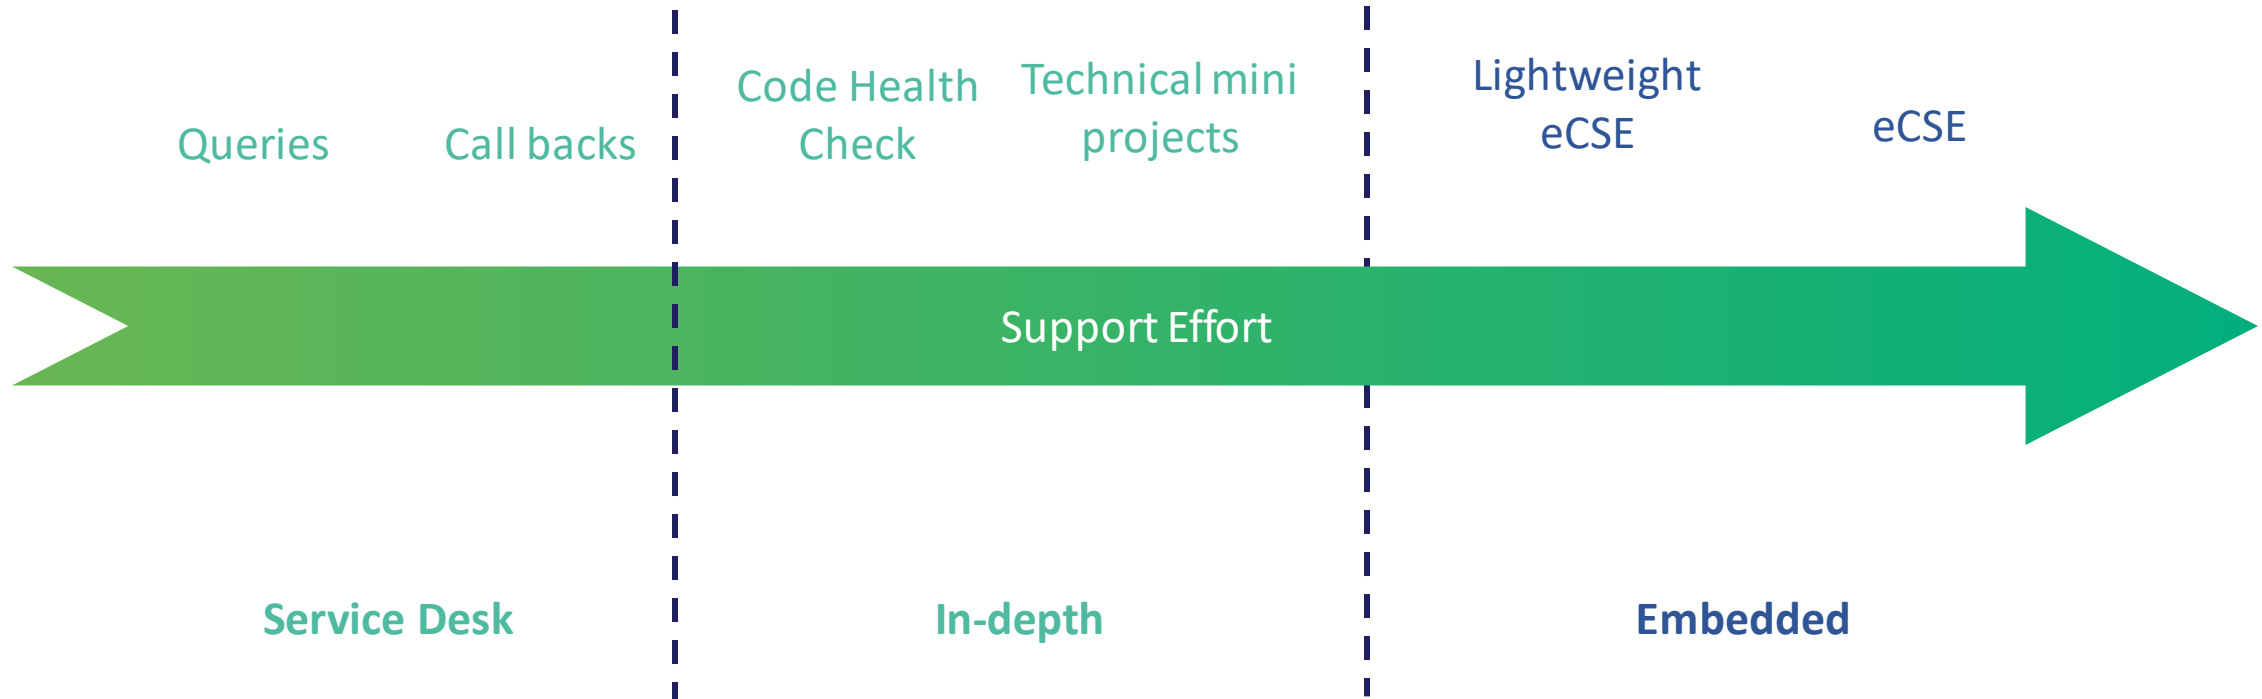 Queries
Call backs
Code Health
Check
Technical mini
projects
Lightweight
eCSE
eCSE
Support Effort
Service Desk
In-depth
Embedded